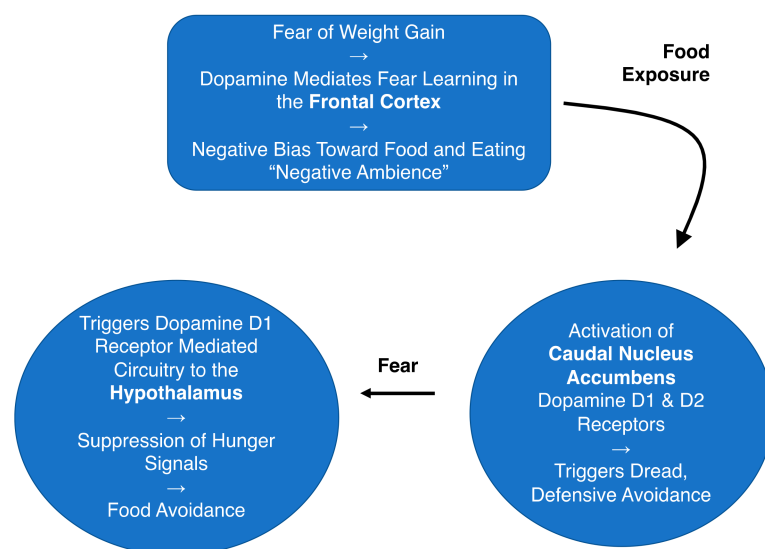 Fear of Weight Gain
→
Dopamine Mediates Fear Learning in
the Frontal Cortex
→
Negative Bias Toward Food and Eating
“Negative Ambience”
Food
Exposure
Activation of
Caudal Nucleus
Accumbens
Dopamine D1 & D2
Receptors
→
Triggers Dread,
Defensive Avoidance
Fear
Triggers Dopamine D1
Receptor Mediated
Circuitry to the
Hypothalamus
→
Suppression of Hunger
Signals
→
Food Avoidance